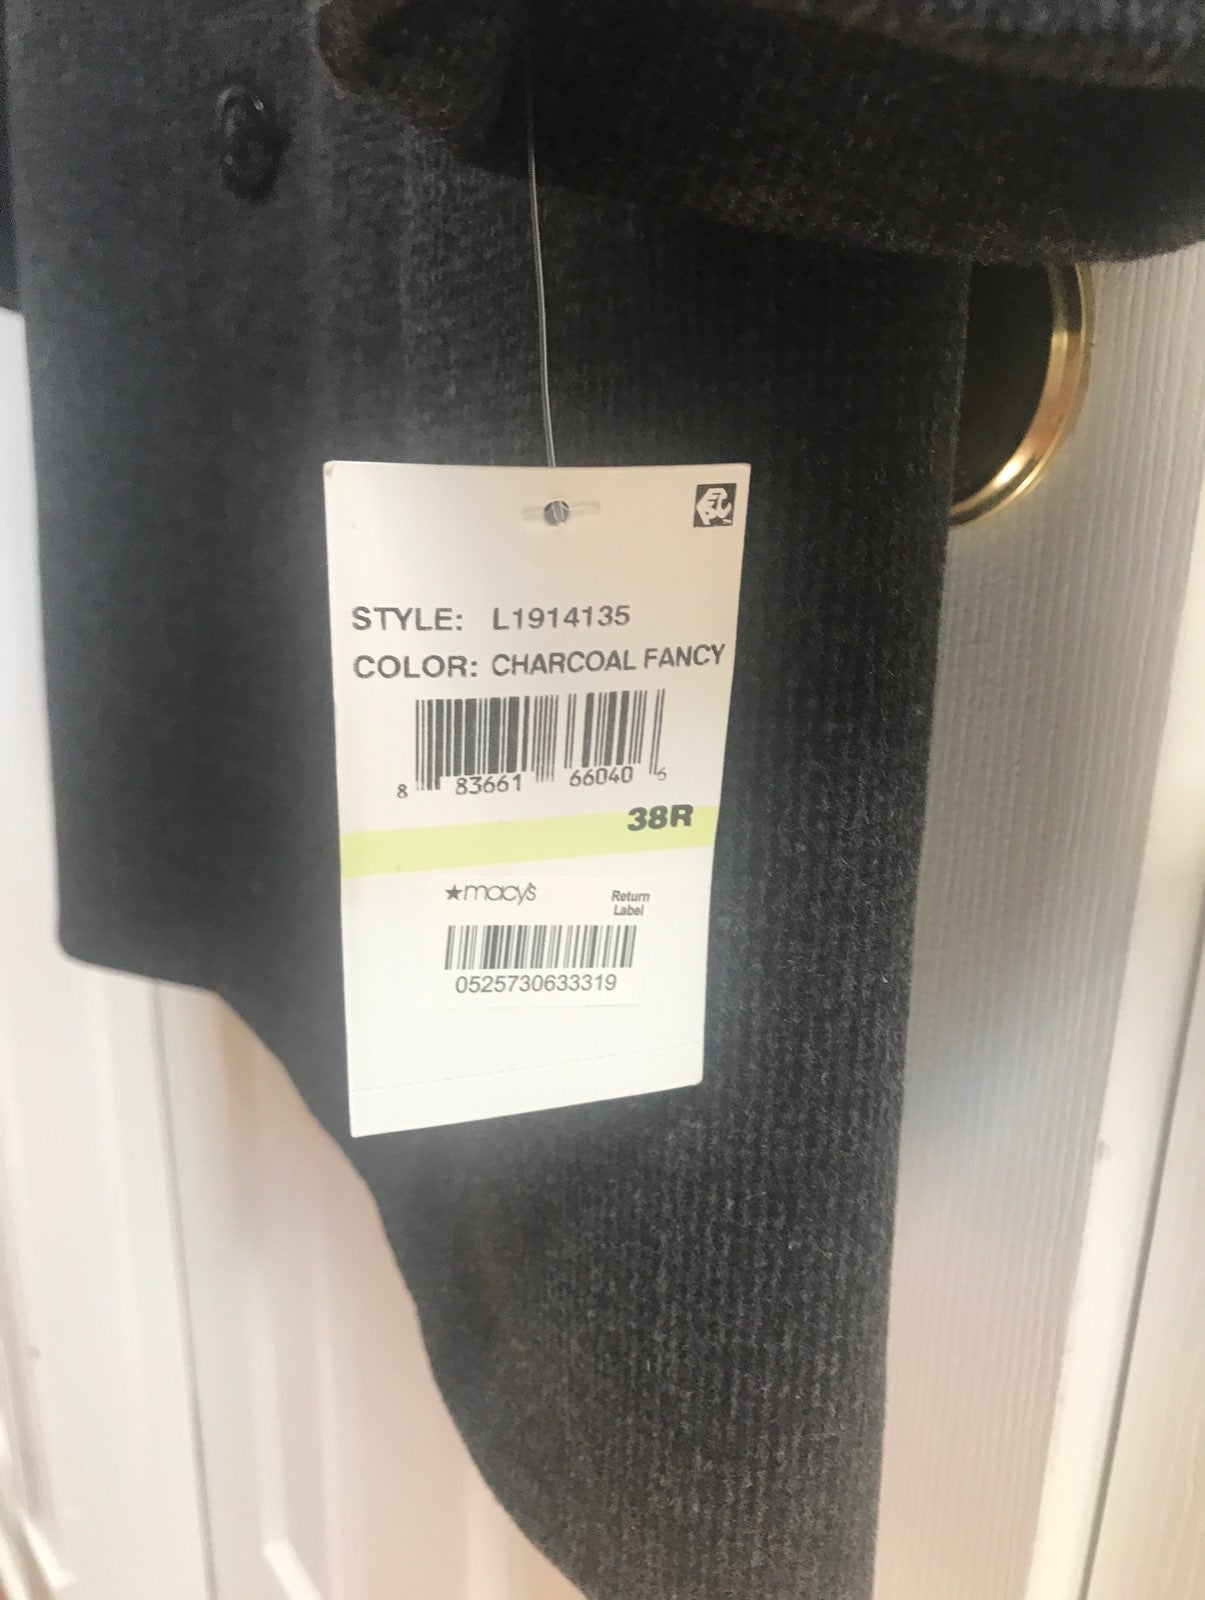 STYLE: L1914135
COLOR: CHARCOAL FANCY
8 83661 66040 6
38R
macy's
Return
Label
0525730633319